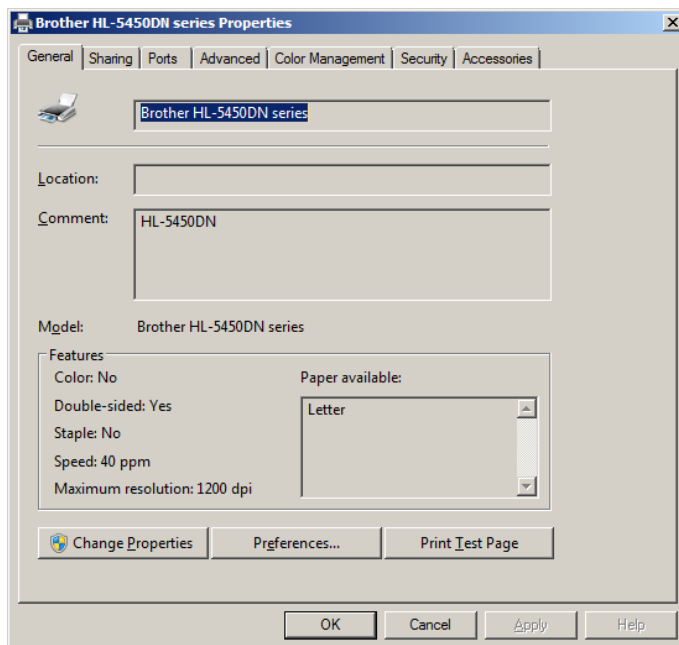 Brother HL-5450DN series Properties
General Sharing Ports Advanced Color Management Security Accessories
Brother HL-5450DN series
Location:
Comment: HL-5450DN
Model: Brother HL-5450DN series
Features
Color: No Paper available:
Double-sided: Yes Letter
Staple: No
Speed: 40 ppm
Maximum resolution: 1200 dpi
Change Properties Preferences... Print Test Page
OK Cancel Apply Help